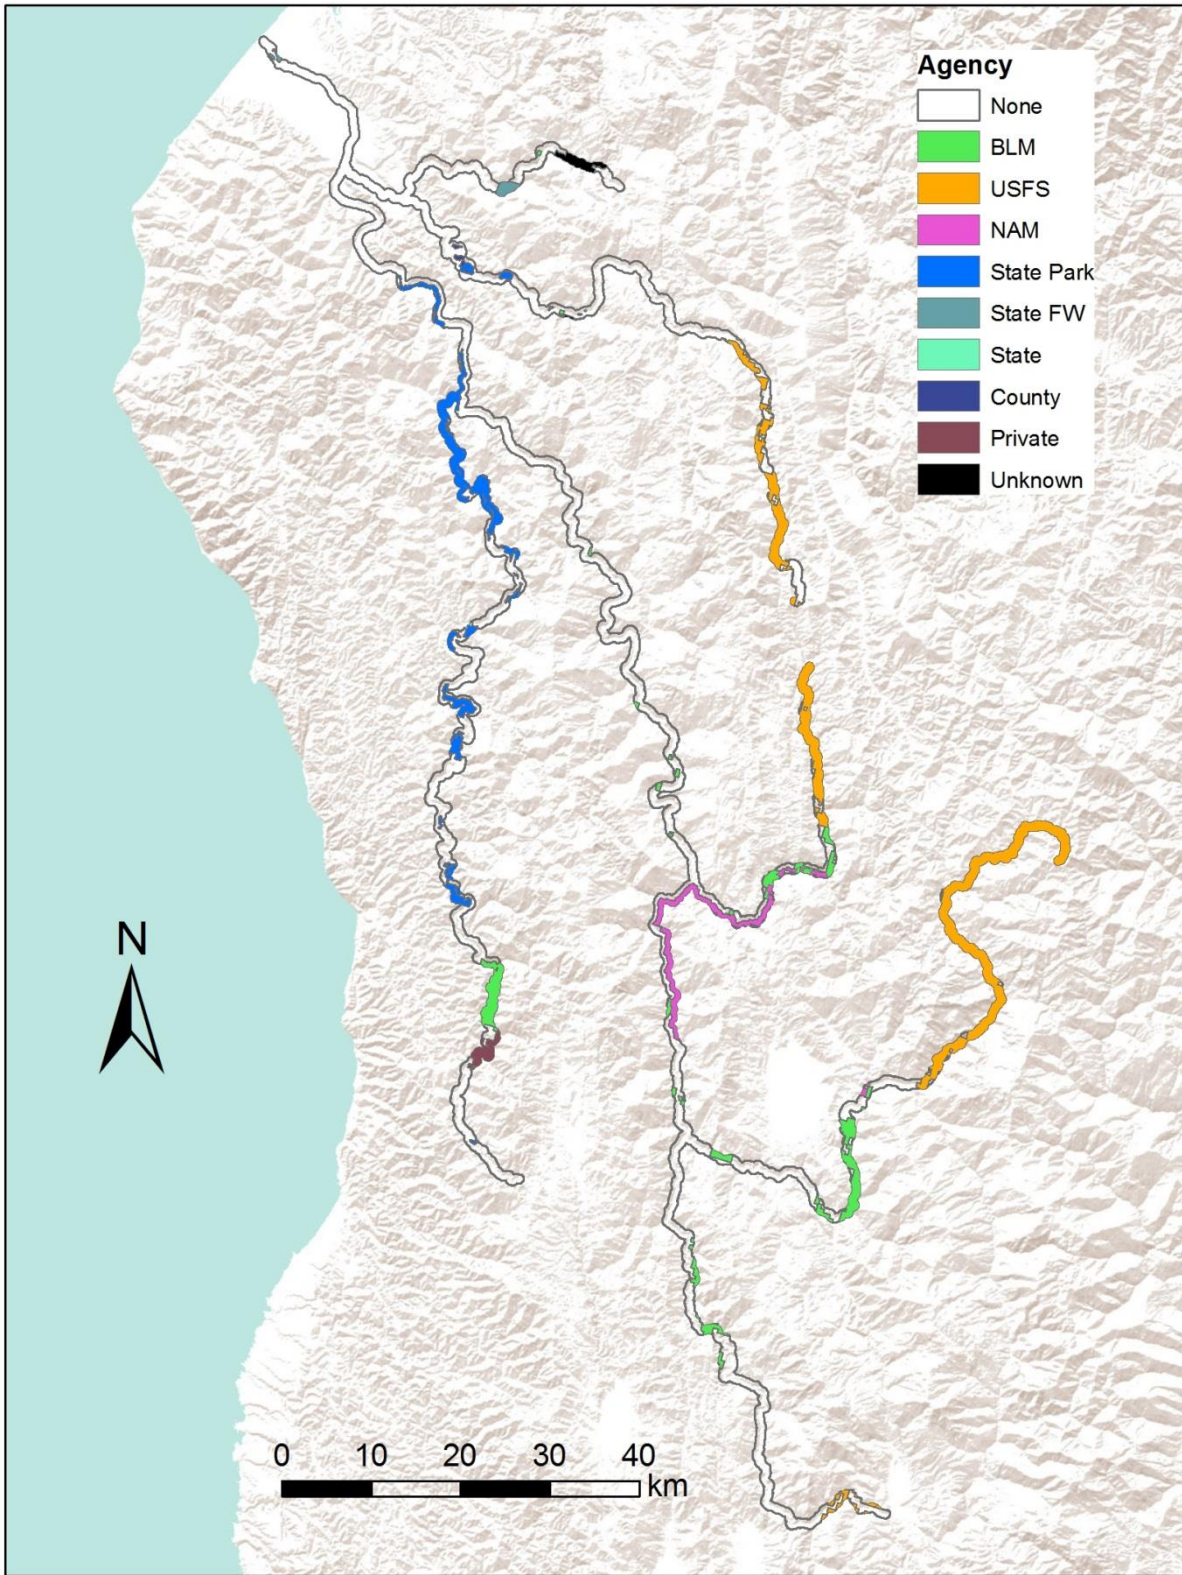 Agency
None
BLM
USFS
NAM
State Park
State FW
State
County
Private
Unknown
N
0 10 20 30 40
km